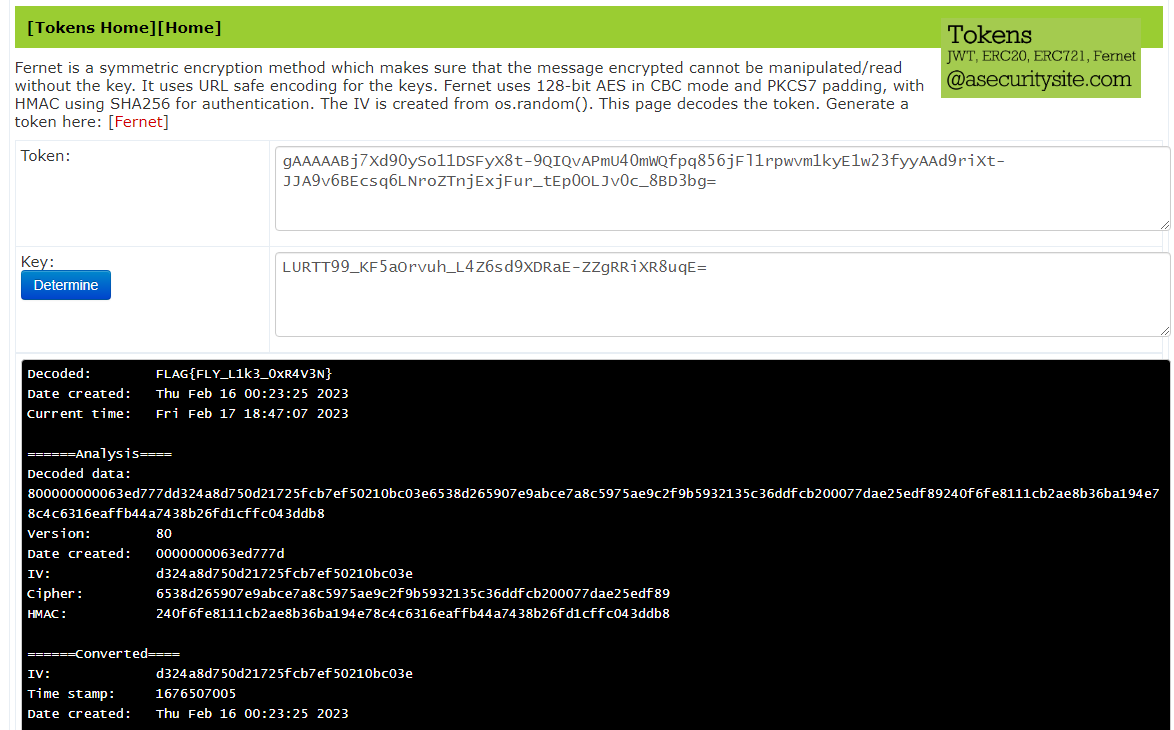 [Tokens Home][Home]
Tokens
JWT, ERC20, ERC721, Fernet
@asecuritysite.com
Fernet is a symmetric encryption method which makes sure that the message encrypted cannot be manipulated/read
without the key. It uses URL safe encoding for the keys. Fernet uses 128-bit AES in CBC mode and PKCS7 padding, with
HMAC using SHA256 for authentication. The IV is created from os.random(). This page decodes the token. Generate a
token here: [Fernet]
Token:
gAAAAABj7Xd90ySo11DSFyX8t-9QIQvAPmU40mWQfpq856jFl1rpwvm1kyE1w23fyyAAd9riXt-
JJA9v6BEcsq6LNroZTnjExjFur_tEp0OLJv0c_8BD3bg=
Key:
Determine
LURTT99_KF5aOrvuh_L4Z6sd9XDRaE-ZZgRRiXR8uqE=
Decoded: FLAG{FLY_L1k3_0xR4V3N}
Date created: Thu Feb 16 00:23:25 2023
Current time: Fri Feb 17 18:47:07 2023
======Analysis====
Decoded data:
800000000063ed777dd324a8d750d21725fcb7ef50210bc03e6538d265907e9abce7a8c5975ae9c2f9b5932135c36ddfcb200077dae25edf89240f6fe8111cb2ae8b36ba194e7
8c4c6316eaffb44a7438b26fd1cffc043ddb8
Version: 80
Date created: 0000000063ed777d
IV: d324a8d750d21725fcb7ef50210bc03e
Cipher: 6538d265907e9abce7a8c5975ae9c2f9b5932135c36ddfcb200077dae25edf89
HMAC: 240f6fe8111cb2ae8b36ba194e78c4c6316eaffb44a7438b26fd1cffc043ddb8
======Converted====
IV: d324a8d750d21725fcb7ef50210bc03e
Time stamp: 1676507005
Date created: Thu Feb 16 00:23:25 2023